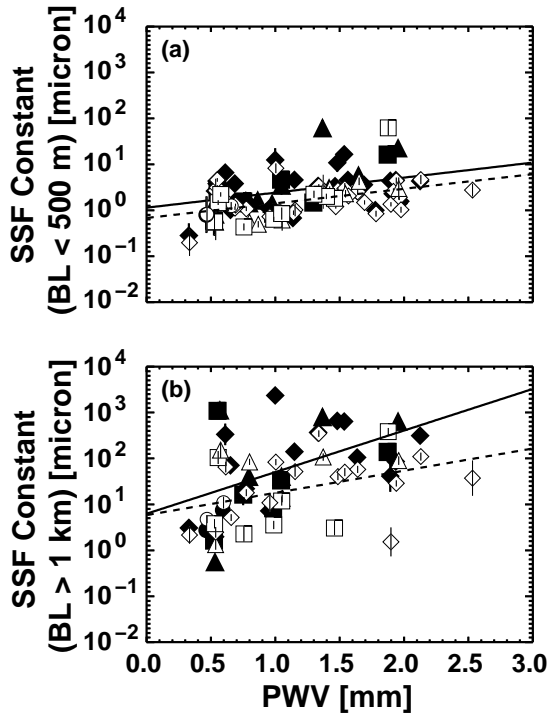 (a)
SSF Constant
(BL < 500 m) [micron]
10^4
10^3
10^2
10^1
10^0
10^-1
10^-2
(b)
SSF Constant
(BL > 1 km) [micron]
10^4
10^3
10^2
10^1
10^0
10^-1
10^-2
0.0 0.5 1.0 1.5 2.0 2.5 3.0
PWV [mm]